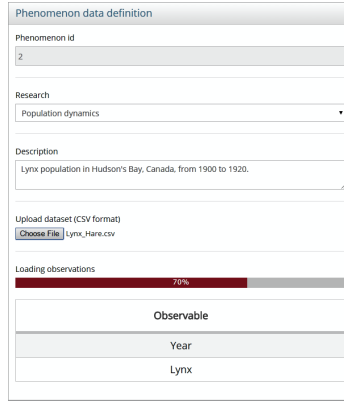 Phenomenon data definition
Phenomenon id
2
Research
Population dynamics
Description
Lynx population in Hudson's Bay, Canada, from 1900 to 1920.
Upload dataset (CSV format)
Choose File Lynx_Hare.csv
Loading observations
70%
Observable
Year
Lynx